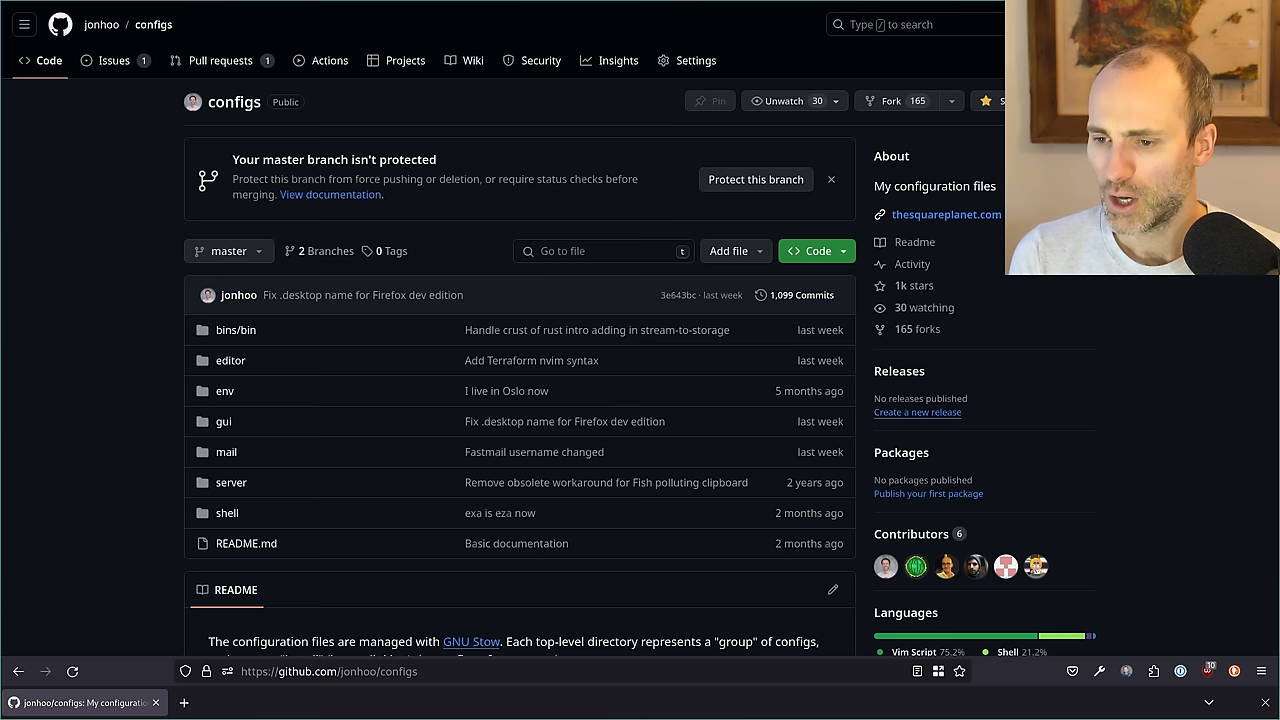 jonhoo / configs
Type / to search
Code
Issues 1
Pull requests 1
Actions
Projects
Wiki
Security
Insights
Settings
configs Public
Pin
Unwatch 30
Fork 165
S
Your master branch isn't protected
Protect this branch from force pushing or deletion, or require status checks before
merging. View documentation.
Protect this branch
master
2 Branches
0 Tags
Go to file t
Add file
Code
jonhoo Fix .desktop name for Firefox dev edition 3e643bc · last week 1,099 Commits
bins/bin Handle crust of rust intro adding in stream-to-storage last week
editor Add Terraform nvim syntax last week
env I live in Oslo now 5 months ago
gui Fix .desktop name for Firefox dev edition last week
mail Fastmail username changed last week
server Remove obsolete workaround for Fish polluting clipboard 2 years ago
shell exa is eza now 2 months ago
README.md Basic documentation 2 months ago
README
The configuration files are managed with GNU Stow. Each top-level directory represents a "group" of configs,
About
My configuration files
thesquareplanet.com
Readme
Activity
1k stars
30 watching
165 forks
Releases
No releases published
Create a new release
Packages
No packages published
Publish your first package
Contributors 6
Languages
Vim Script 75.2% Shell 21.2%
https://github.com/jonhoo/configs
10
jonhoo/configs: My configuratio